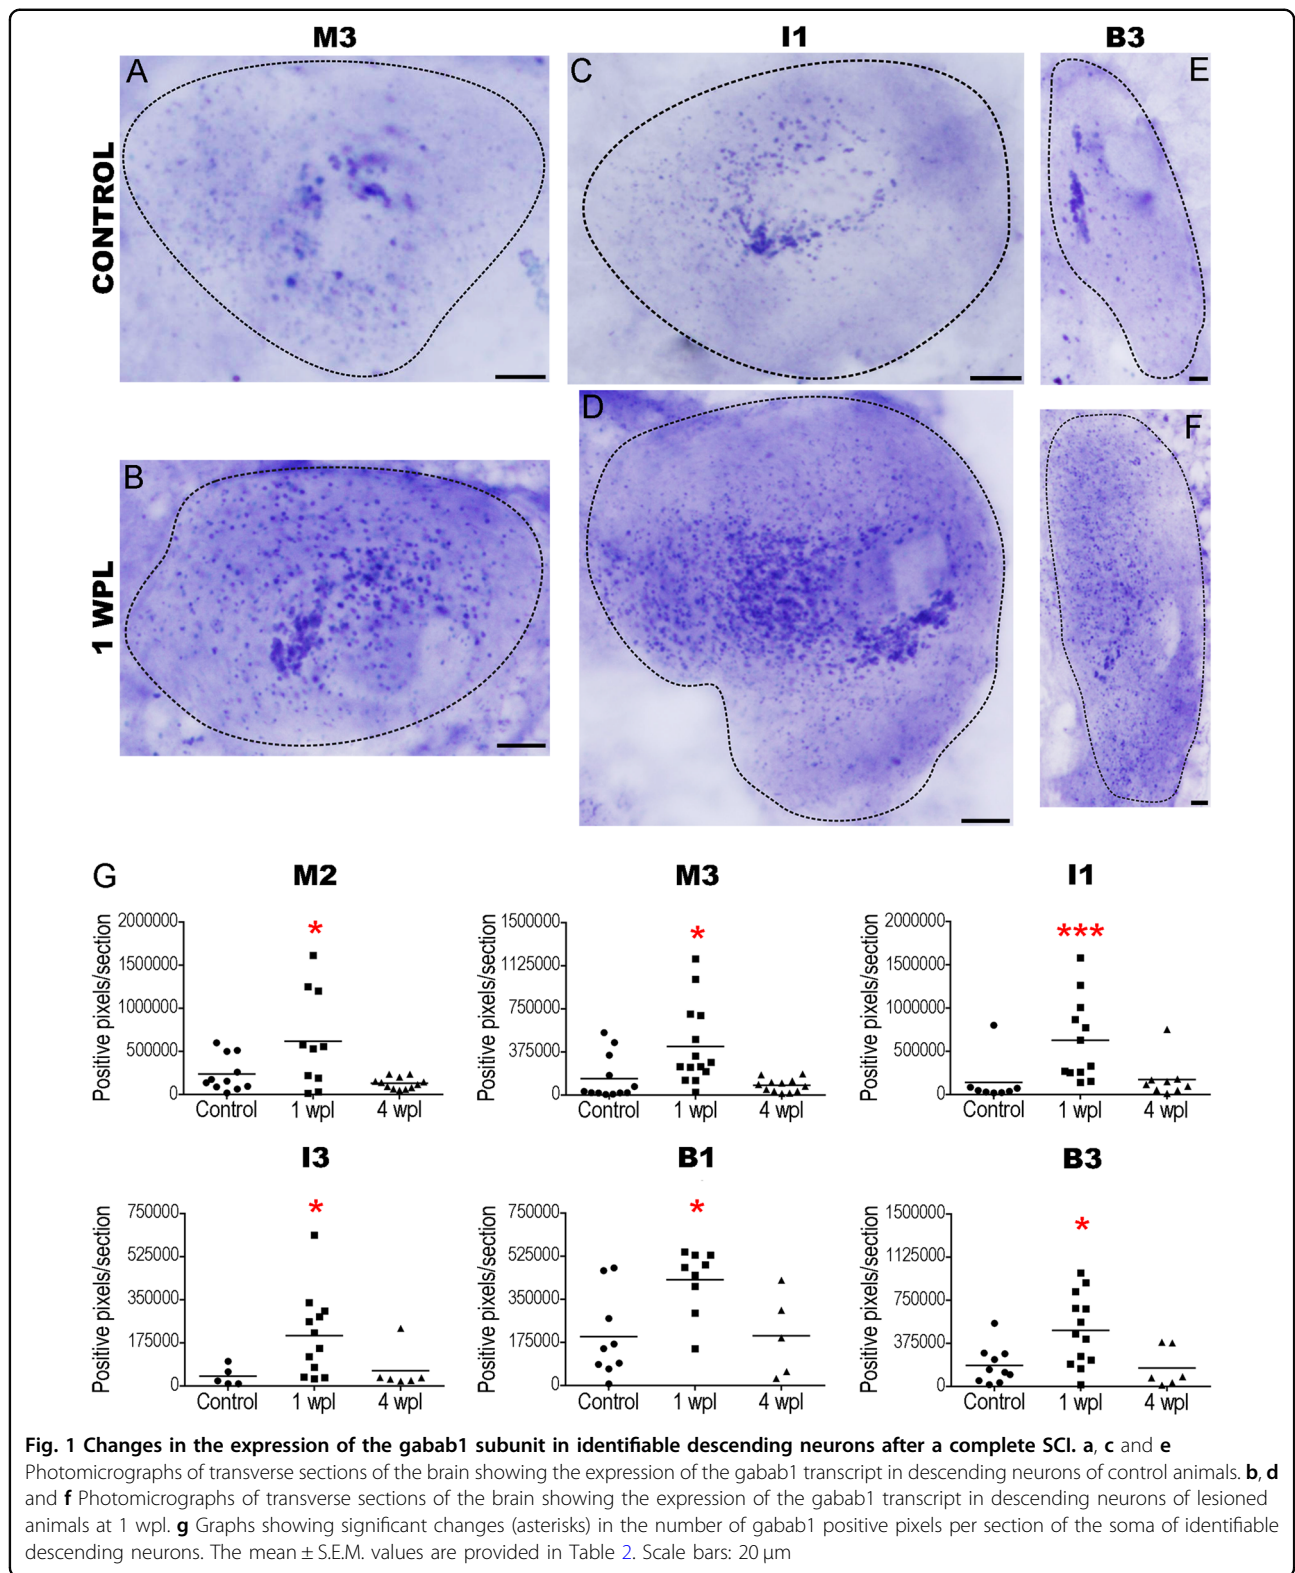 M3 I1 B3
A C E
CONTROL
B D F
1 WPL
G
M2 M3 I1
Positive pixels/section
2000000
1500000
1000000
500000
0
*
Control 1 wpl 4 wpl
Positive pixels/section
1500000
1125000
750000
375000
0
*
Control 1 wpl 4 wpl
Positive pixels/section
2000000
1500000
1000000
500000
0
***
Control 1 wpl 4 wpl
I3 B1 B3
Positive pixels/section
750000
525000
350000
175000
0
*
Control 1 wpl 4 wpl
Positive pixels/section
750000
525000
350000
175000
0
*
Control 1 wpl 4 wpl
Positive pixels/section
1500000
1125000
750000
375000
0
*
Control 1 wpl 4 wpl
Fig. 1 Changes in the expression of the gabab1 subunit in identifiable descending neurons after a complete SCI. a, c and e
Photomicrographs of transverse sections of the brain showing the expression of the gabab1 transcript in descending neurons of control animals. b, d
and f Photomicrographs of transverse sections of the brain showing the expression of the gabab1 transcript in descending neurons of lesioned
animals at 1 wpl. g Graphs showing significant changes (asterisks) in the number of gabab1 positive pixels per section of the soma of identifiable
descending neurons. The mean ± S.E.M. values are provided in Table 2. Scale bars: 20 µm